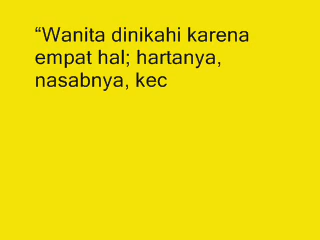 “Wanita dinikahi karena
empat hal; hartanya,
nasabnya, kec